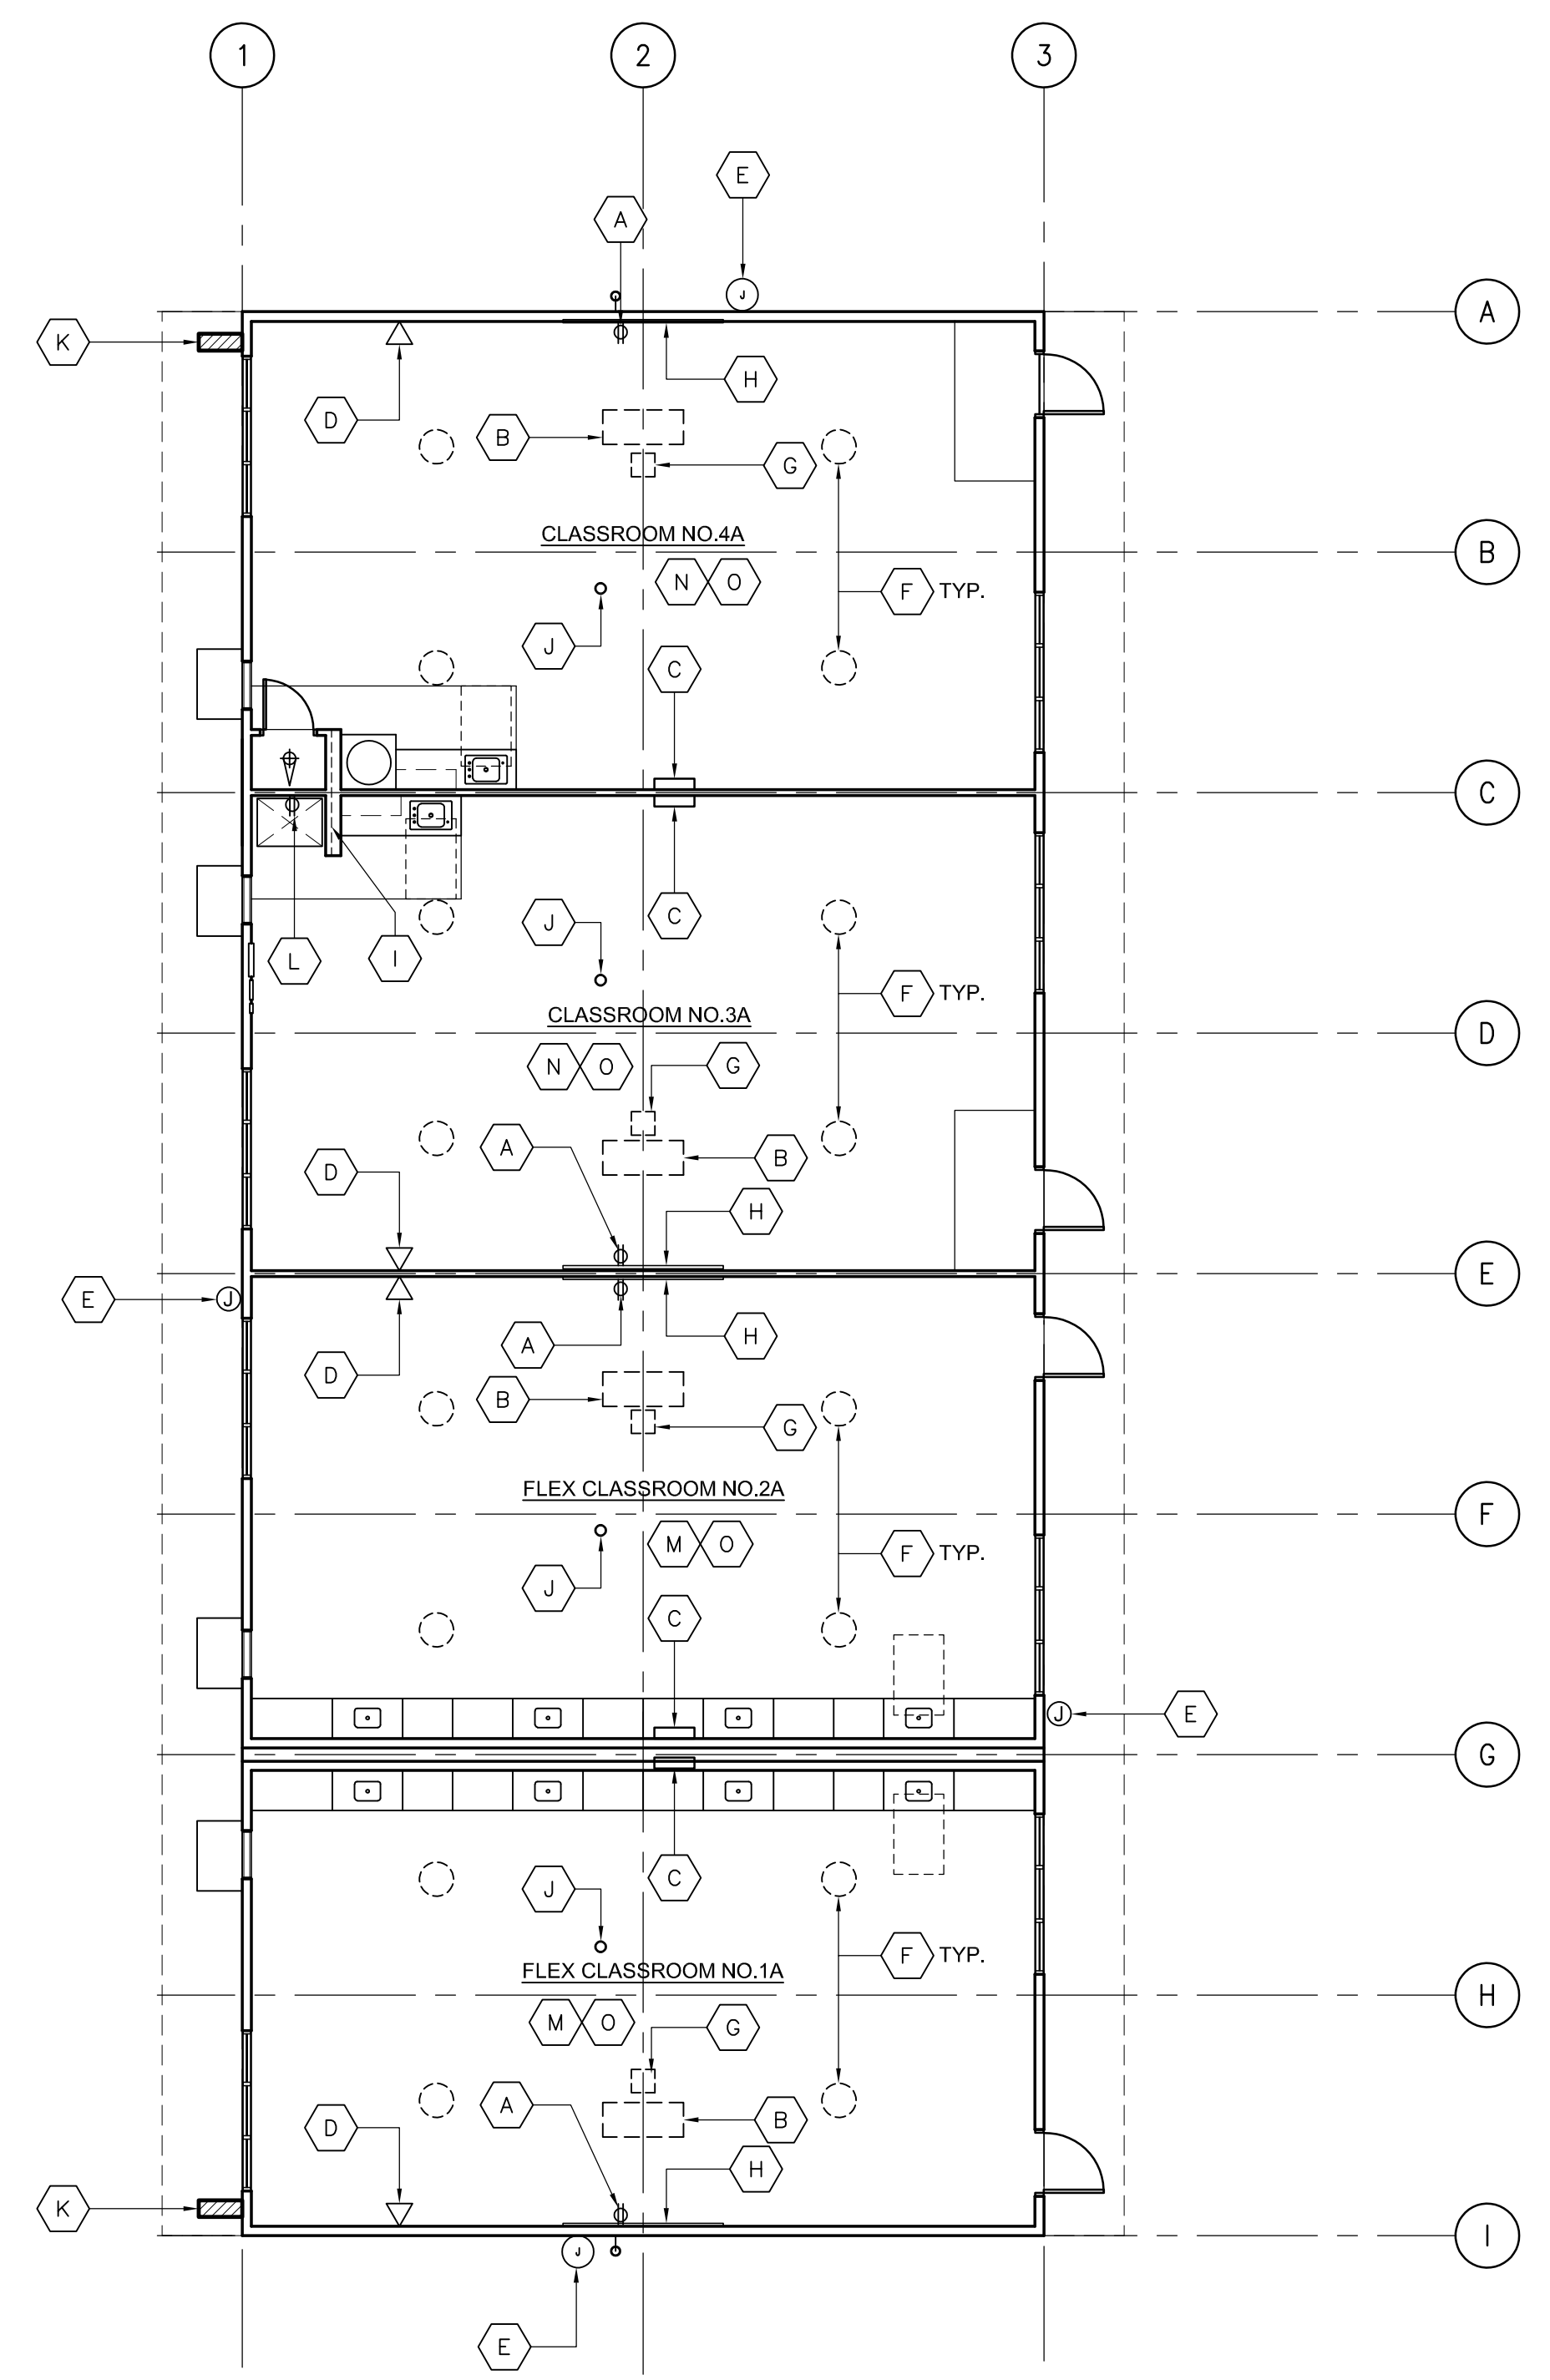 1 2 3
E
A
A
K
H
D
B
G
CLASSROOM NO.4A
B
N O
F TYP.
J
C
J
C
C
J
C
L I
F TYP.
CLASSROOM NO.3A
D
N O G
A
B
D
H
E
E J
H
A
D
B
G
FLEX CLASSROOM NO.2A
F
M O
F TYP.
J
C
J E
G
C
J
F TYP.
FLEX CLASSROOM NO.1A
H
M O G
A
B
D
H
K
I
J
E